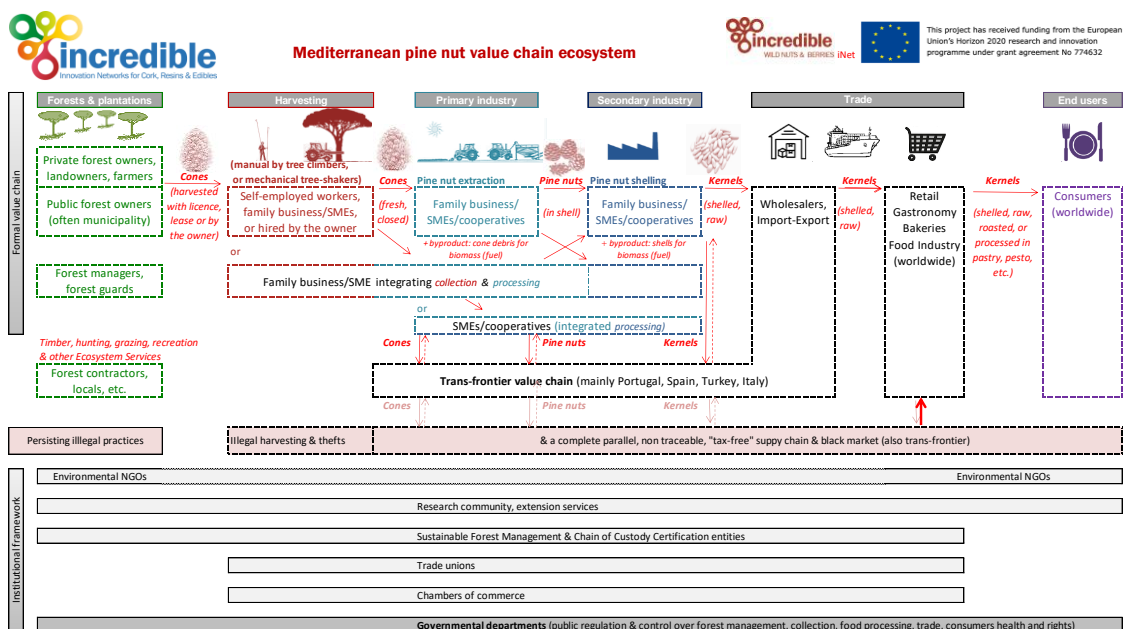 incredible
Innovation Networks for Cork, Resins & Edibles
Mediterranean pine nut value chain ecosystem
incredible
WILD NUTS & BERRIES iNet
This project has received funding from the European
Union's Horizon 2020 research and innovation
programme under grant agreement No 774632
Formal value chain
Forests & plantations
Harvesting
Primary industry
Secondary industry
Trade
End users
Private forest owners,
landowners, farmers
Public forest owners
(often municipality)
Forest managers,
forest guards
Timber, hunting, grazing, recreation
& other Ecosystem Services
Forest contractors,
locals, etc.
Cones
(harvested
with licence,
lease or by
the owner)
(manual by tree climbers,
or mechanical tree-shakers)
Self-employed workers,
family business/SMEs,
or hired by the owner
or
Cones
(fresh,
closed)
Pine nut extraction
Family business/
SMEs/cooperatives
+ byproduct: cone debris for
biomass (fuel)
Pine nuts
(in shell)
Pine nut shelling
Family business/
SMEs/cooperatives
+ byproduct: shells for
biomass (fuel)
Kernels
(shelled,
raw)
Wholesalers,
Import-Export
Kernels
(shelled,
raw)
Retail
Gastronomy
Bakeries
Food Industry
(worldwide)
Kernels
(shelled, raw,
roasted, or
processed in
pastry, pesto,
etc.)
Consumers
(worldwide)
Family business/SME integrating collection & processing
or
SMEs/cooperatives (integrated processing)
Cones
Pine nuts
Kernels
Trans-frontier value chain (mainly Portugal, Spain, Turkey, Italy)
Cones
Pine nuts
Kernels
Persisting illlegal practices
Illegal harvesting & thefts
& a complete parallel, non traceable, "tax-free" suppy chain & black market (also trans-frontier)
Institutional framework
Environmental NGOs
Environmental NGOs
Research community, extension services
Sustainable Forest Management & Chain of Custody Certification entities
Trade unions
Chambers of commerce
Governmental departments (public regulation & control over forest management, collection, food processing, trade, consumers health and rights)